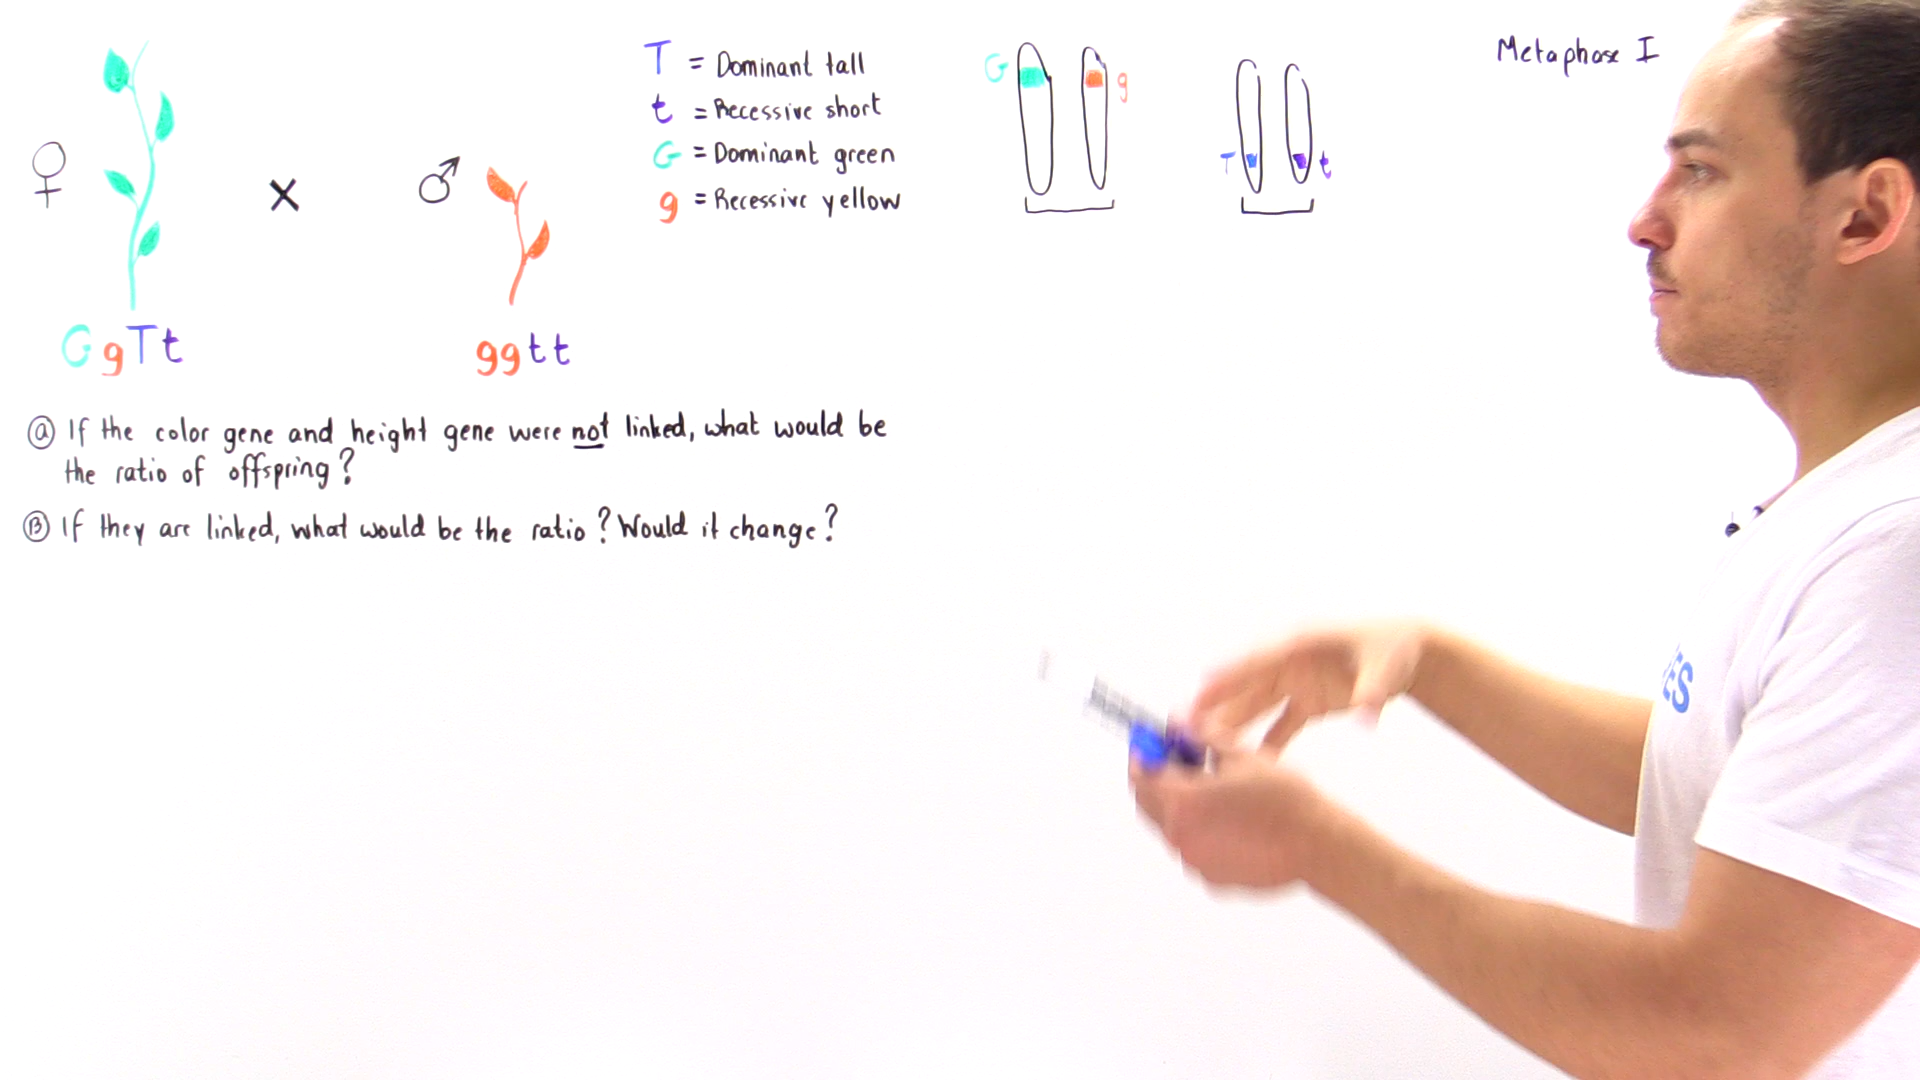 T = Dominant tall
t = Recessive short
G = Dominant green
g = Recessive yellow
G g
T t
Metaphase I
♀ X ♂
GgTt ggtt
ⓐ If the color gene and height gene were not linked, what would be
the ratio of offspring?
Ⓑ If they are linked, what would be the ratio? Would it change?